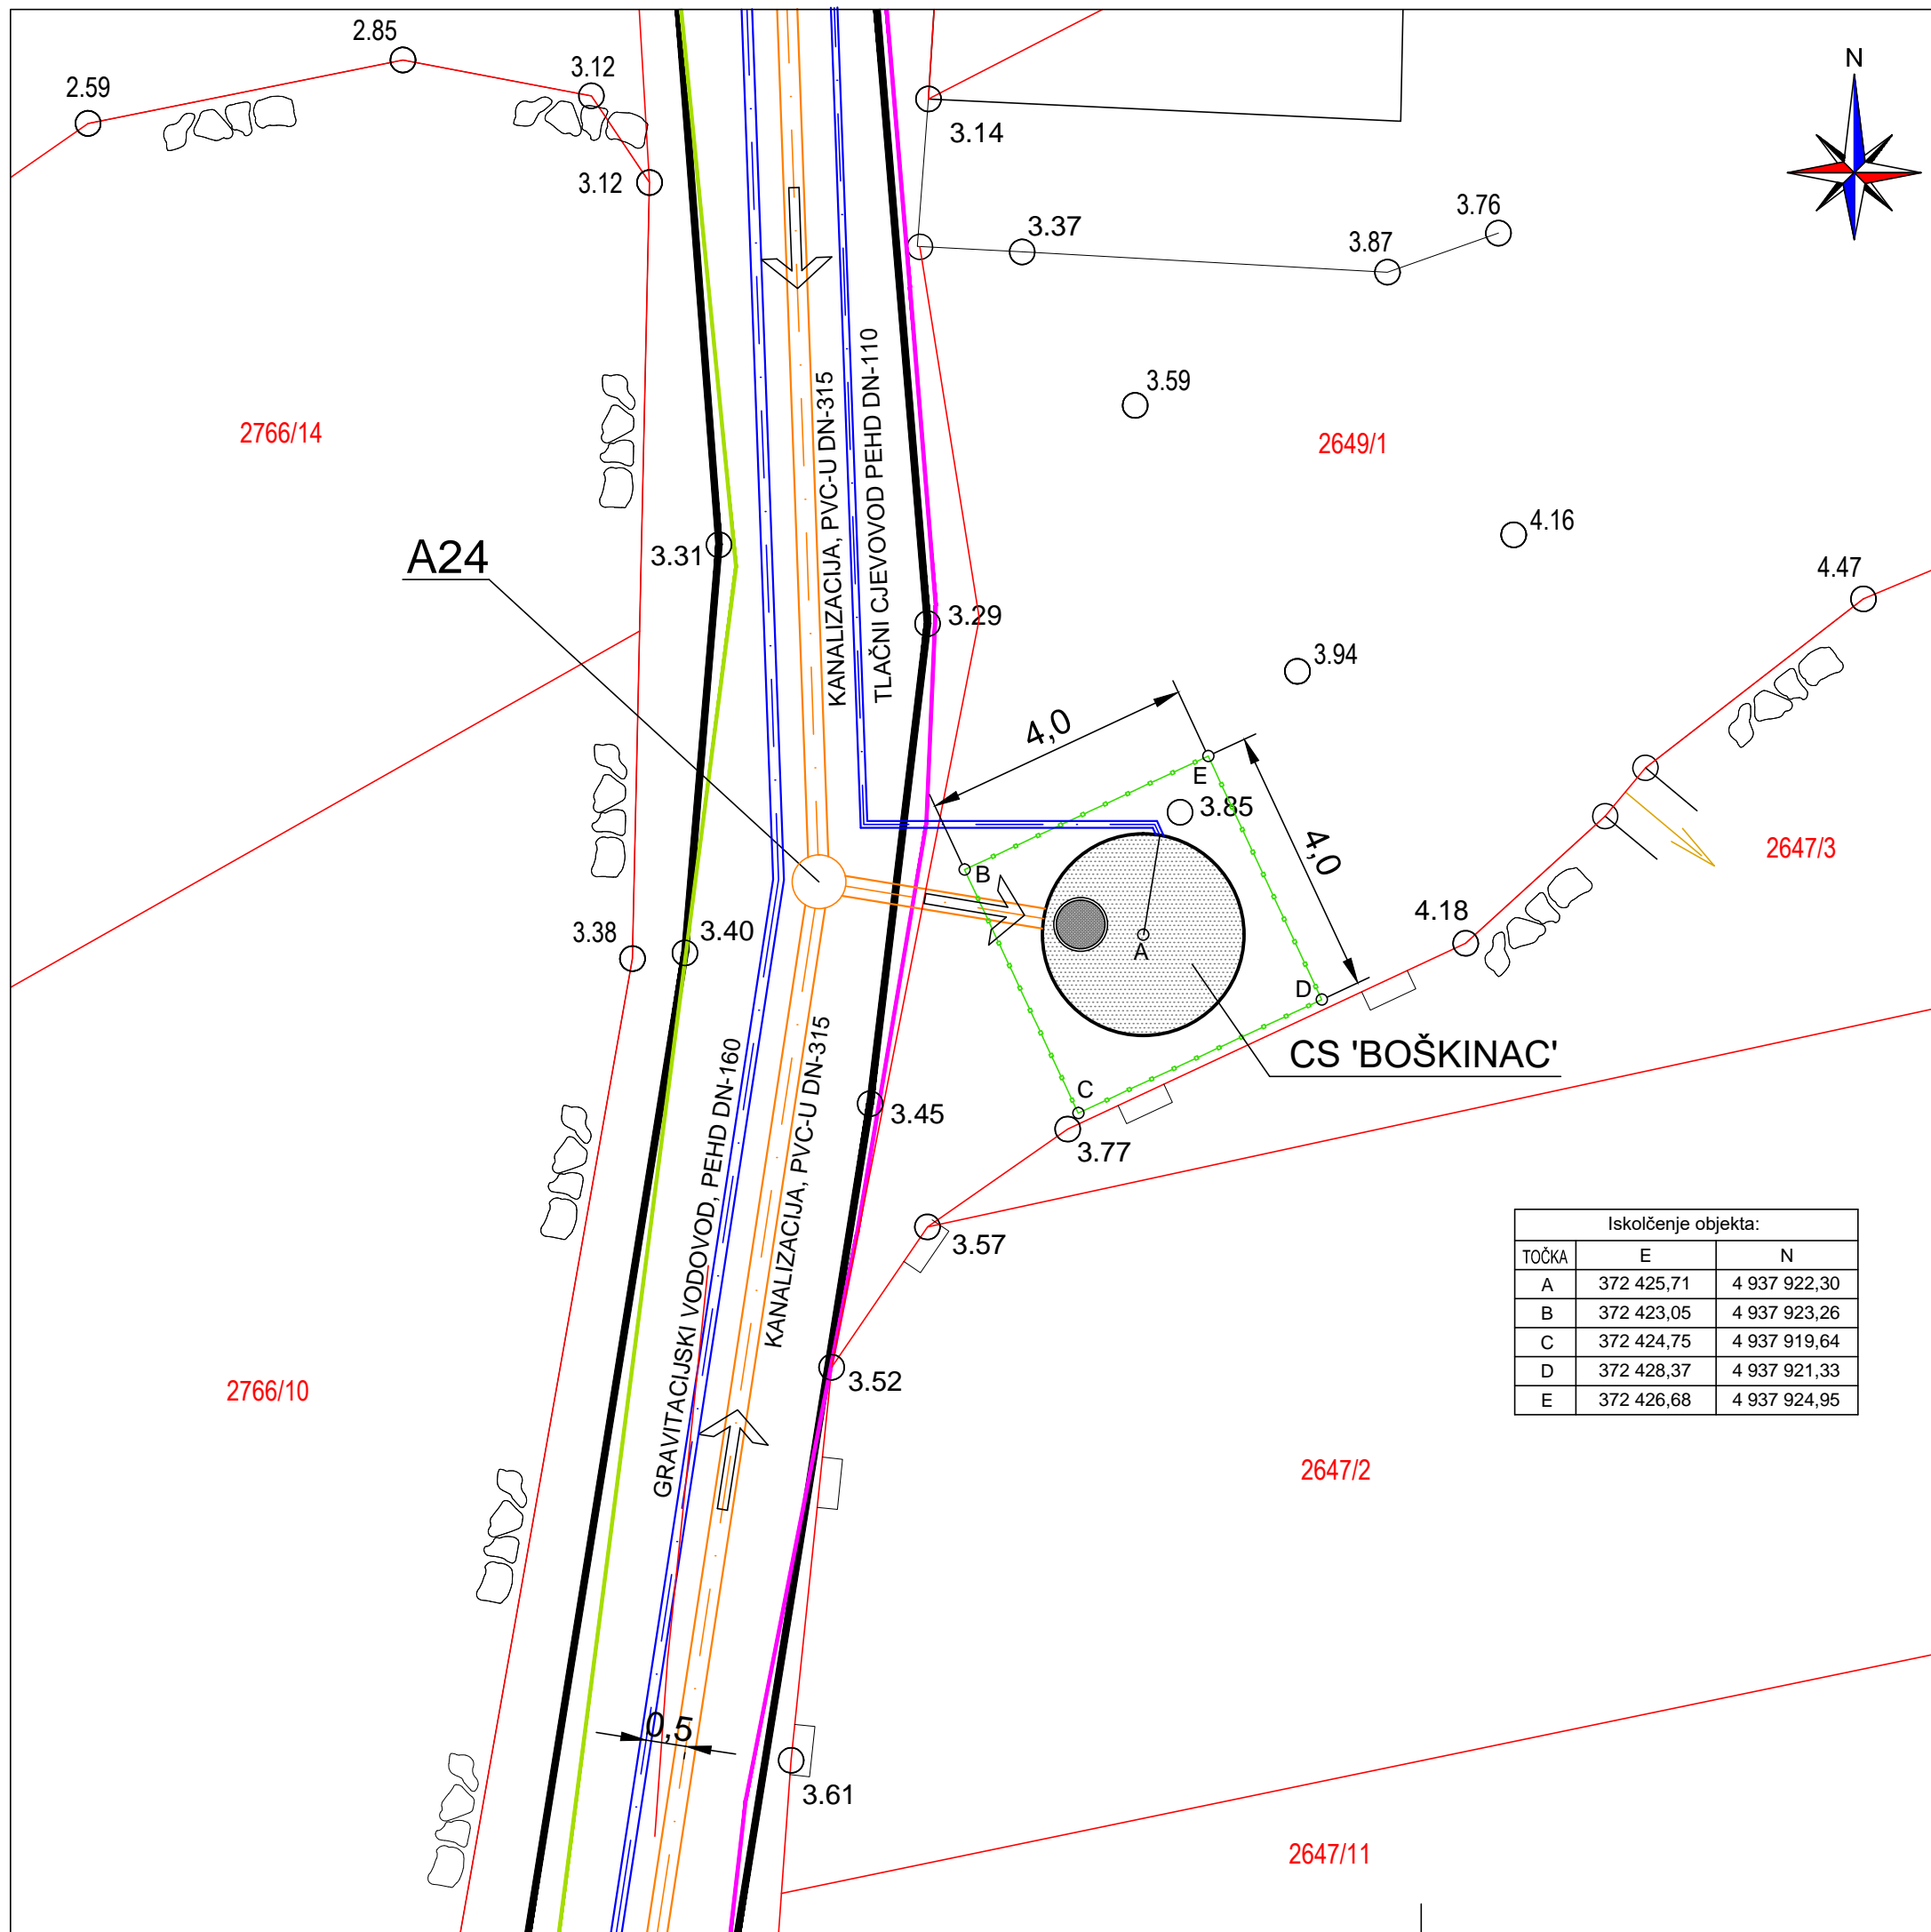 2.85
N
3.12
2.59
3.14
3.12
3.76
3.37
3.87
3.59
2766/14
2649/1
KANALIZACIJA, PVC-U DN-315
TLAČNI CJEVOVOD PEHD DN-110
4.16
A24
3.31
4.47
3.29
3.94
4,0
E
3.85
4,0
2647/3
B
3.38
3.40
4.18
A
D
CS 'BOŠKINAC'
C
3.45
3.77
GRAVITACIJSKI VODOVOD, PEHD DN-160
KANALIZACIJA, PVC-U DN-315
3.57
Iskolčenje objekta:
TOČKA E N
A 372 425,71 4 937 922,30
B 372 423,05 4 937 923,26
C 372 424,75 4 937 919,64
D 372 428,37 4 937 921,33
E 372 426,68 4 937 924,95
2766/10
3.52
2647/2
0,5
3.61
2647/11